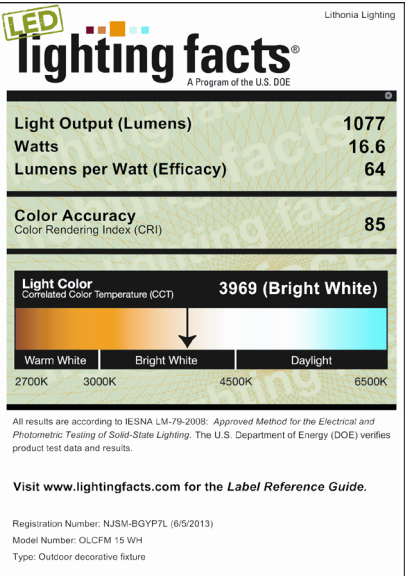 Lithonia Lighting
LED
lighting facts®
A Program of the U.S. DOE
Light Output (Lumens) 1077
Watts 16.6
Lumens per Watt (Efficacy) 64
Color Accuracy
Color Rendering Index (CRI) 85
Light Color
Correlated Color Temperature (CCT) 3969 (Bright White)
Warm White Bright White Daylight
2700K 3000K 4500K 6500K
All results are according to IESNA LM-79-2008: Approved Method for the Electrical and
Photometric Testing of Solid-State Lighting. The U.S. Department of Energy (DOE) verifies
product test data and results.
Visit www.lightingfacts.com for the Label Reference Guide.
Registration Number: NJSM-BGYP7L (6/5/2013)
Model Number: OLCFM 15 WH
Type: Outdoor decorative fixture